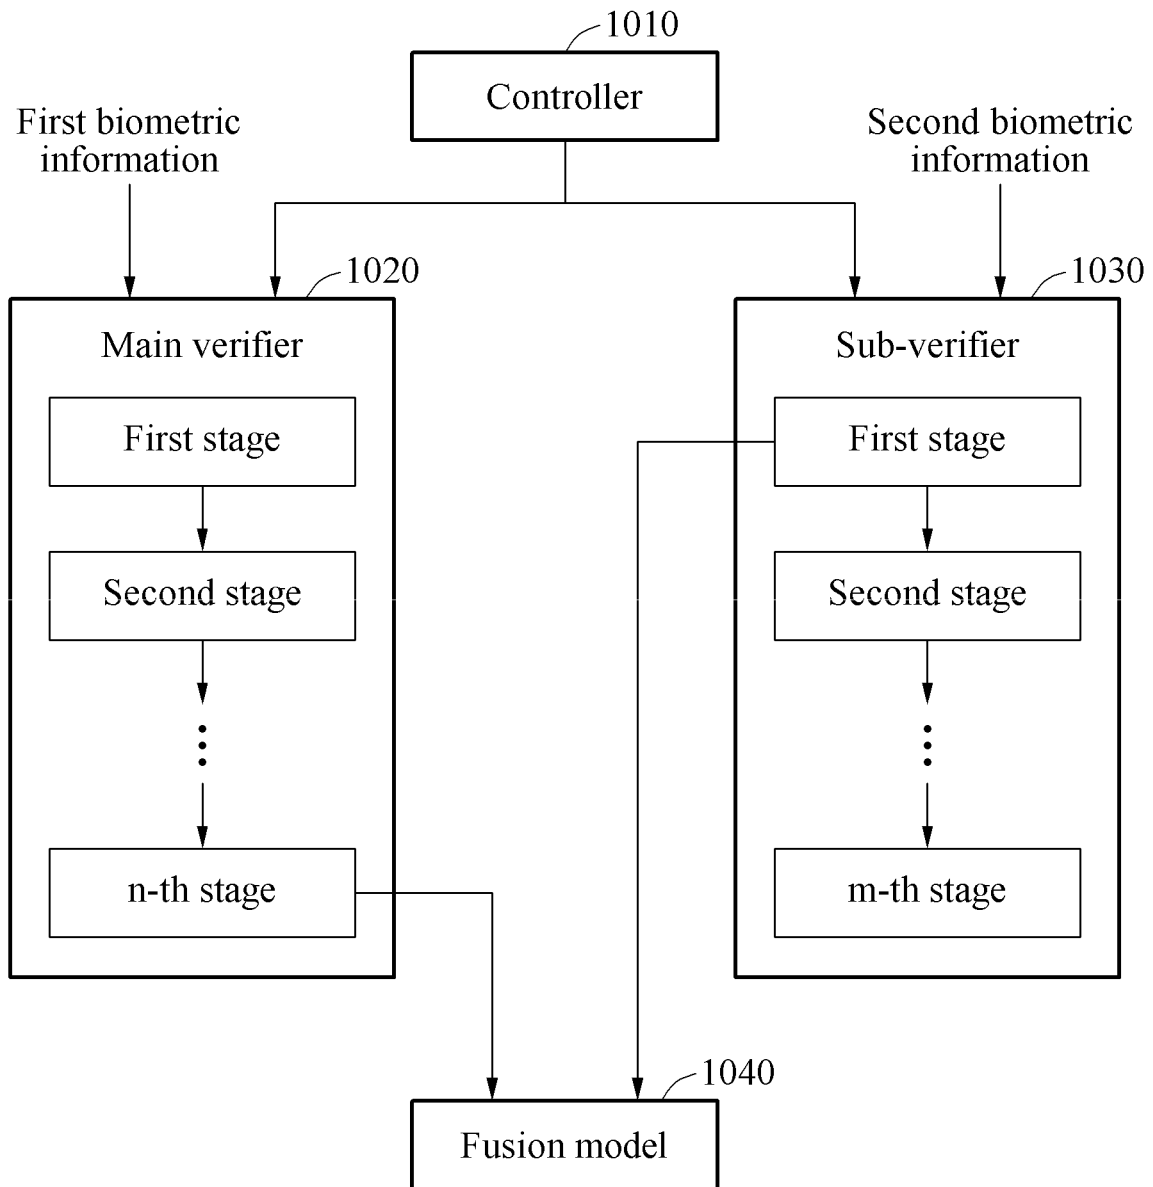 1010
Controller
First biometric
information
Second biometric
information
1020
1030
Main verifier
First stage
Second stage
n-th stage
Sub-verifier
First stage
Second stage
m-th stage
1040
Fusion model